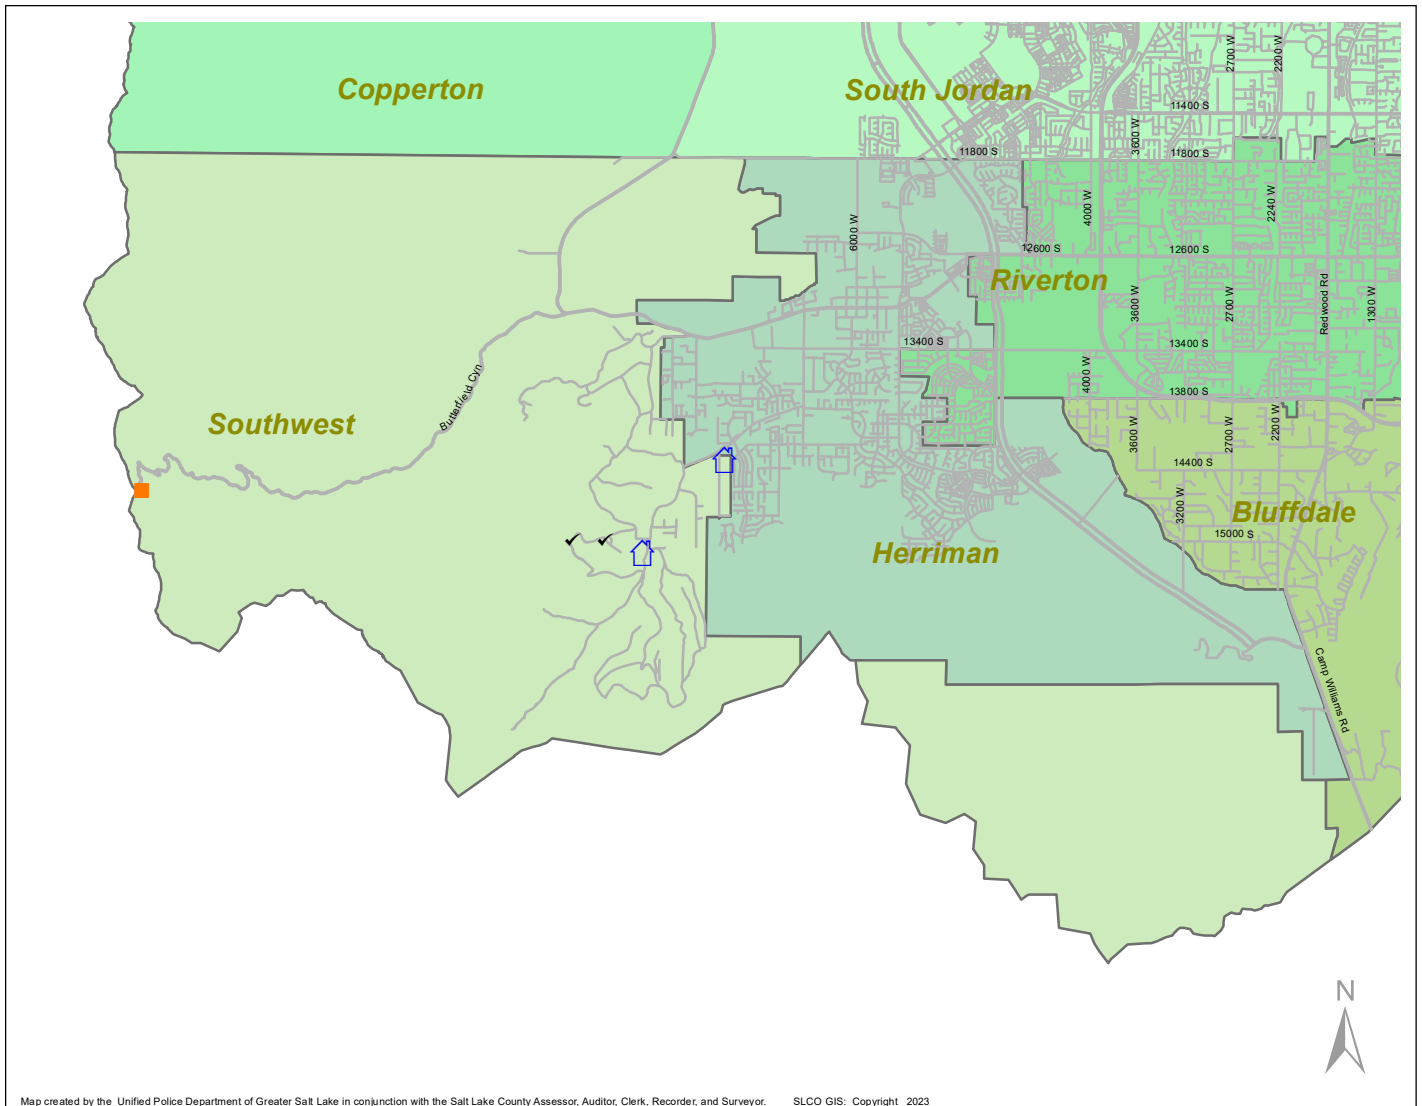 Copperton
South Jordan
2700 W
2200 W
11400 S
3600 W
11800 S
11800 S
4000 W
2240 W
6000 W
12600 S
12600 S
Riverton
3600 W
2700 W
Redwood Rd
1300 W
13400 S
13400 S
4000 W
13800 S
Butterfield Cyn
Southwest
3600 W
2700 W
2200 W
14400 S
3200 W
Bluffdale
15000 S
Herriman
Camp Williams Rd
N
Map created by the Unified Police Department of Greater Salt Lake in conjunction with the Salt Lake County Assessor, Auditor, Clerk, Recorder, and Surveyor. SLCO GIS: Copyright 2023